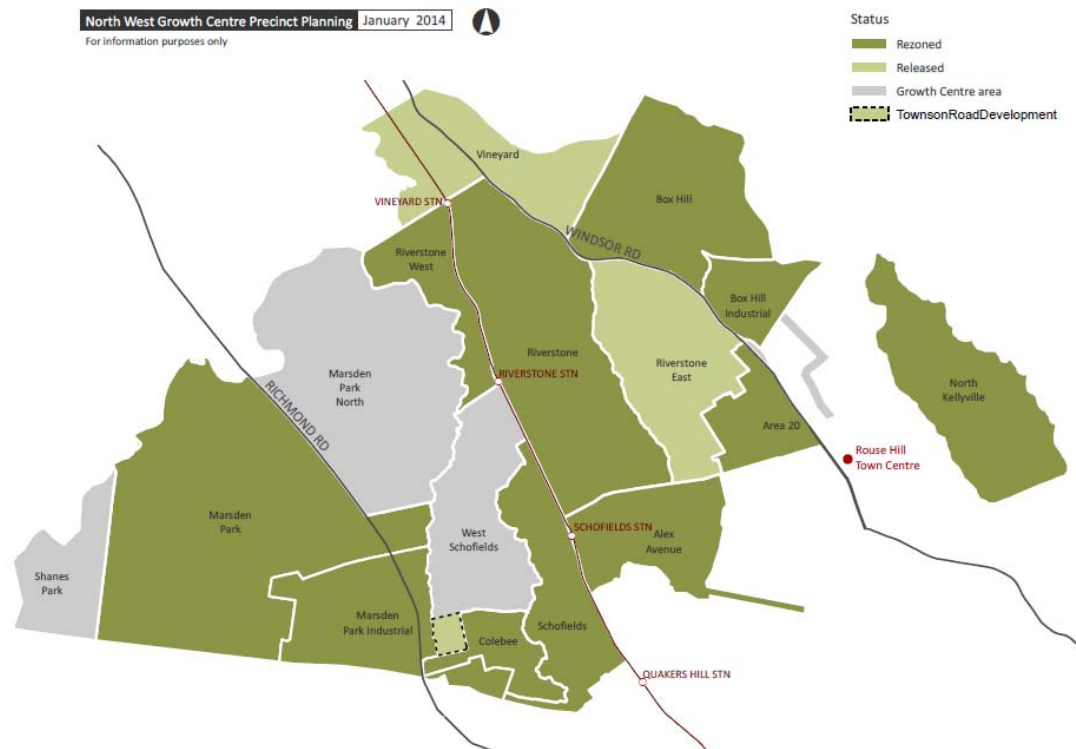 North West Growth Centre Precinct Planning January 2014
For information purposes only
Status
Rezoned
Released
Growth Centre area
TownsonRoadDevelopment
Vineyard
VINEYARD STN
Box Hill
WINDSOR RD
Riverstone
West
Box Hill
Industrial
Riverstone
RIVERSTONE STN
Riverstone
East
Marsden
Park
North
RICHMOND RD
North
Kellyville
Area 20
Rouse Hill
Town Centre
Marsden
Park
West
Schofields
SCHOFIELDS STN
Alex
Avenue
Shanes
Park
Marsden
Park Industrial
Colebee
Schofields
QUAKERS HILL STN